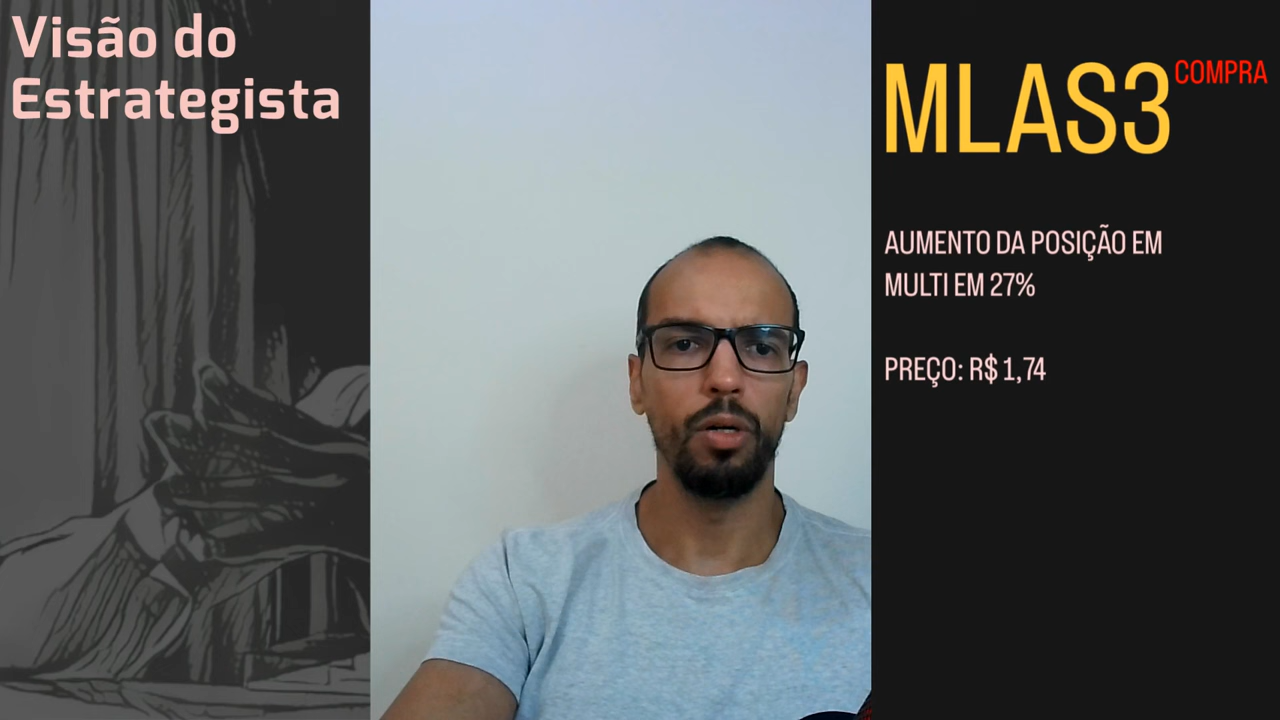 Visão do
Estrategista
MLAS3 COMPRA
AUMENTO DA POSIÇÃO EM
MULTI EM 27%
PREÇO: R$ 1,74